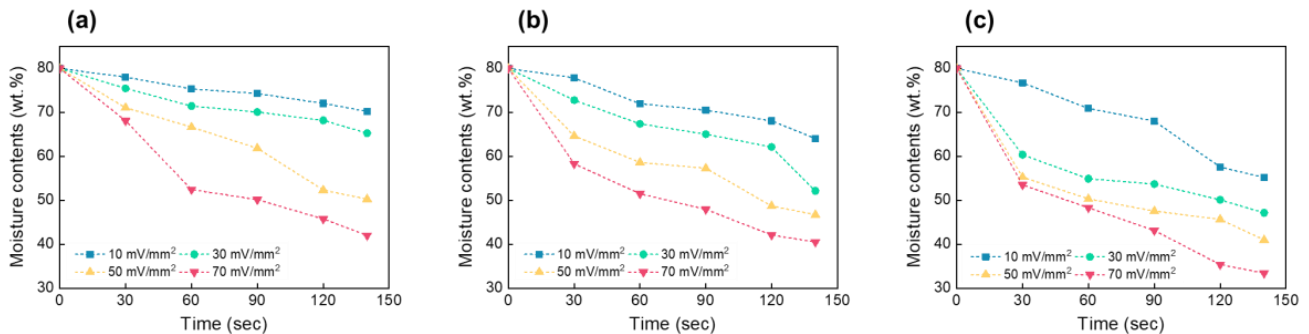 (a)
Moisture contents (wt.%)
80
70
60
50
40
30
10 mV/mm² 30 mV/mm²
50 mV/mm² 70 mV/mm²
0 30 60 90 120 150
Time (sec)
(b)
Moisture contents (wt.%)
80
70
60
50
40
30
10 mV/mm² 30 mV/mm²
50 mV/mm² 70 mV/mm²
0 30 60 90 120 150
Time (sec)
(c)
Moisture contents (wt.%)
80
70
60
50
40
30
10 mV/mm² 30 mV/mm²
50 mV/mm² 70 mV/mm²
0 30 60 90 120 150
Time (sec)